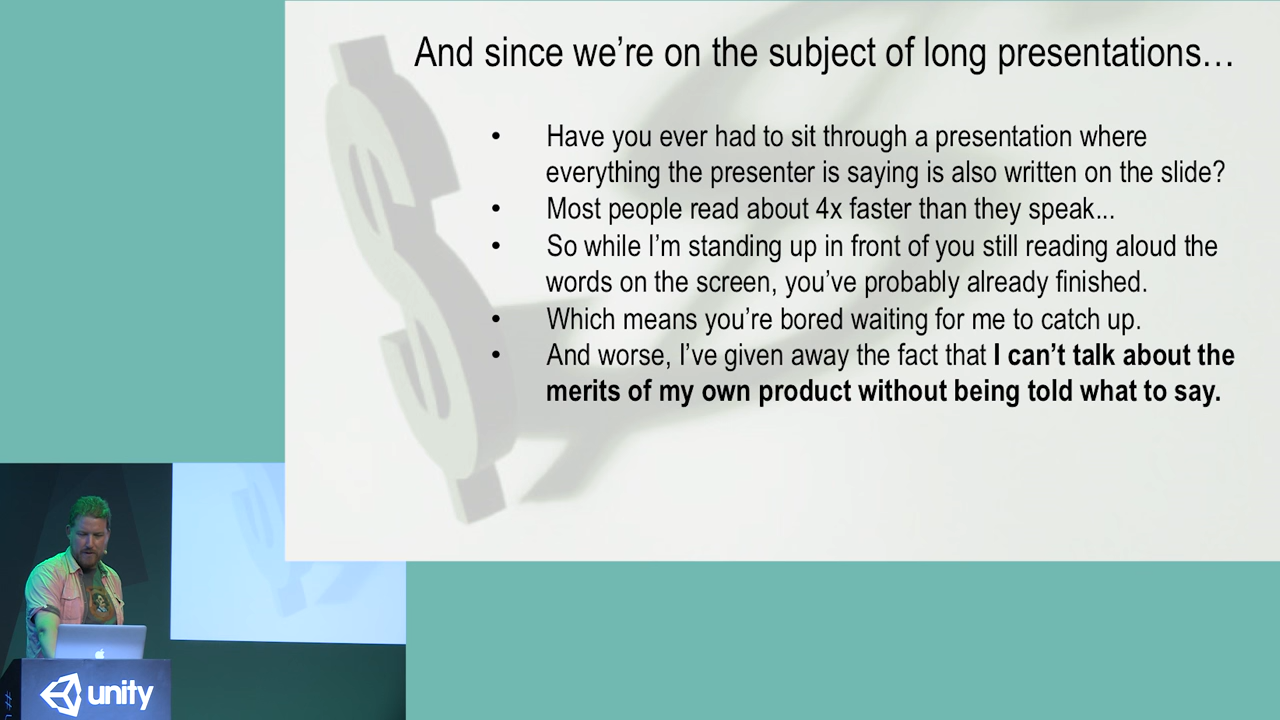 And since we’re on the subject of long presentations…
• Have you ever had to sit through a presentation where
everything the presenter is saying is also written on the slide?
• Most people read about 4x faster than they speak...
• So while I’m standing up in front of you still reading aloud the
words on the screen, you’ve probably already finished.
• Which means you’re bored waiting for me to catch up.
• And worse, I’ve given away the fact that I can’t talk about the
merits of my own product without being told what to say.
unity
#